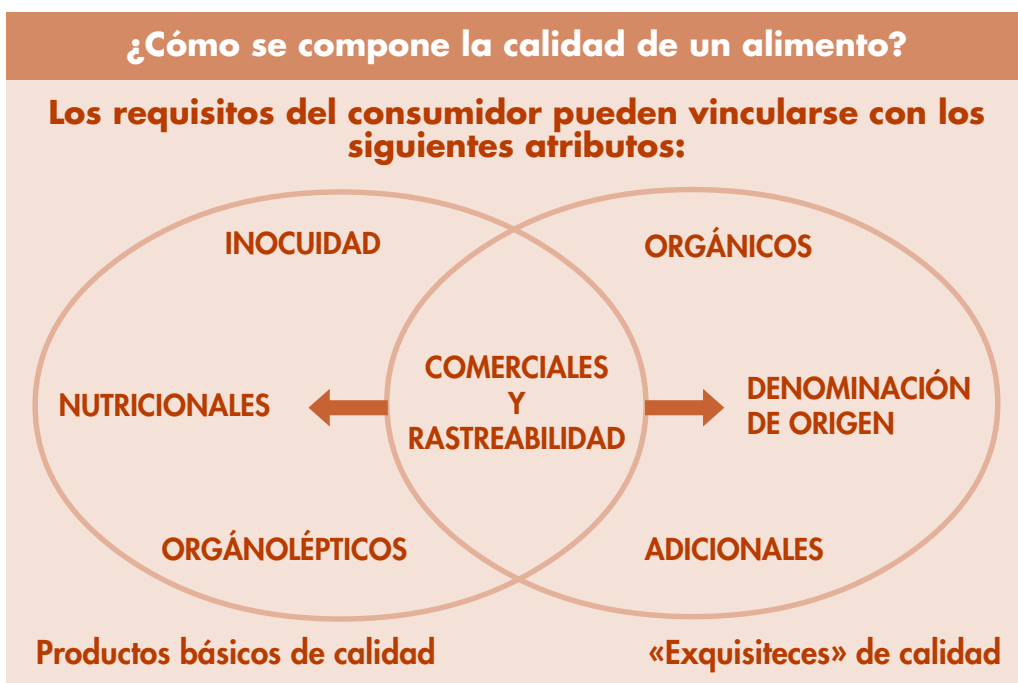 ¿Cómo se compone la calidad de un alimento?
Los requisitos del consumidor pueden vincularse con los
siguientes atributos:
INOCUIDAD
ORGÁNICOS
NUTRICIONALES
COMERCIALES
Y
RASTREABILIDAD
DENOMINACIÓN
DE ORIGEN
ORGÁNOLÉPTICOS
ADICIONALES
Productos básicos de calidad
«Exquisiteces» de calidad